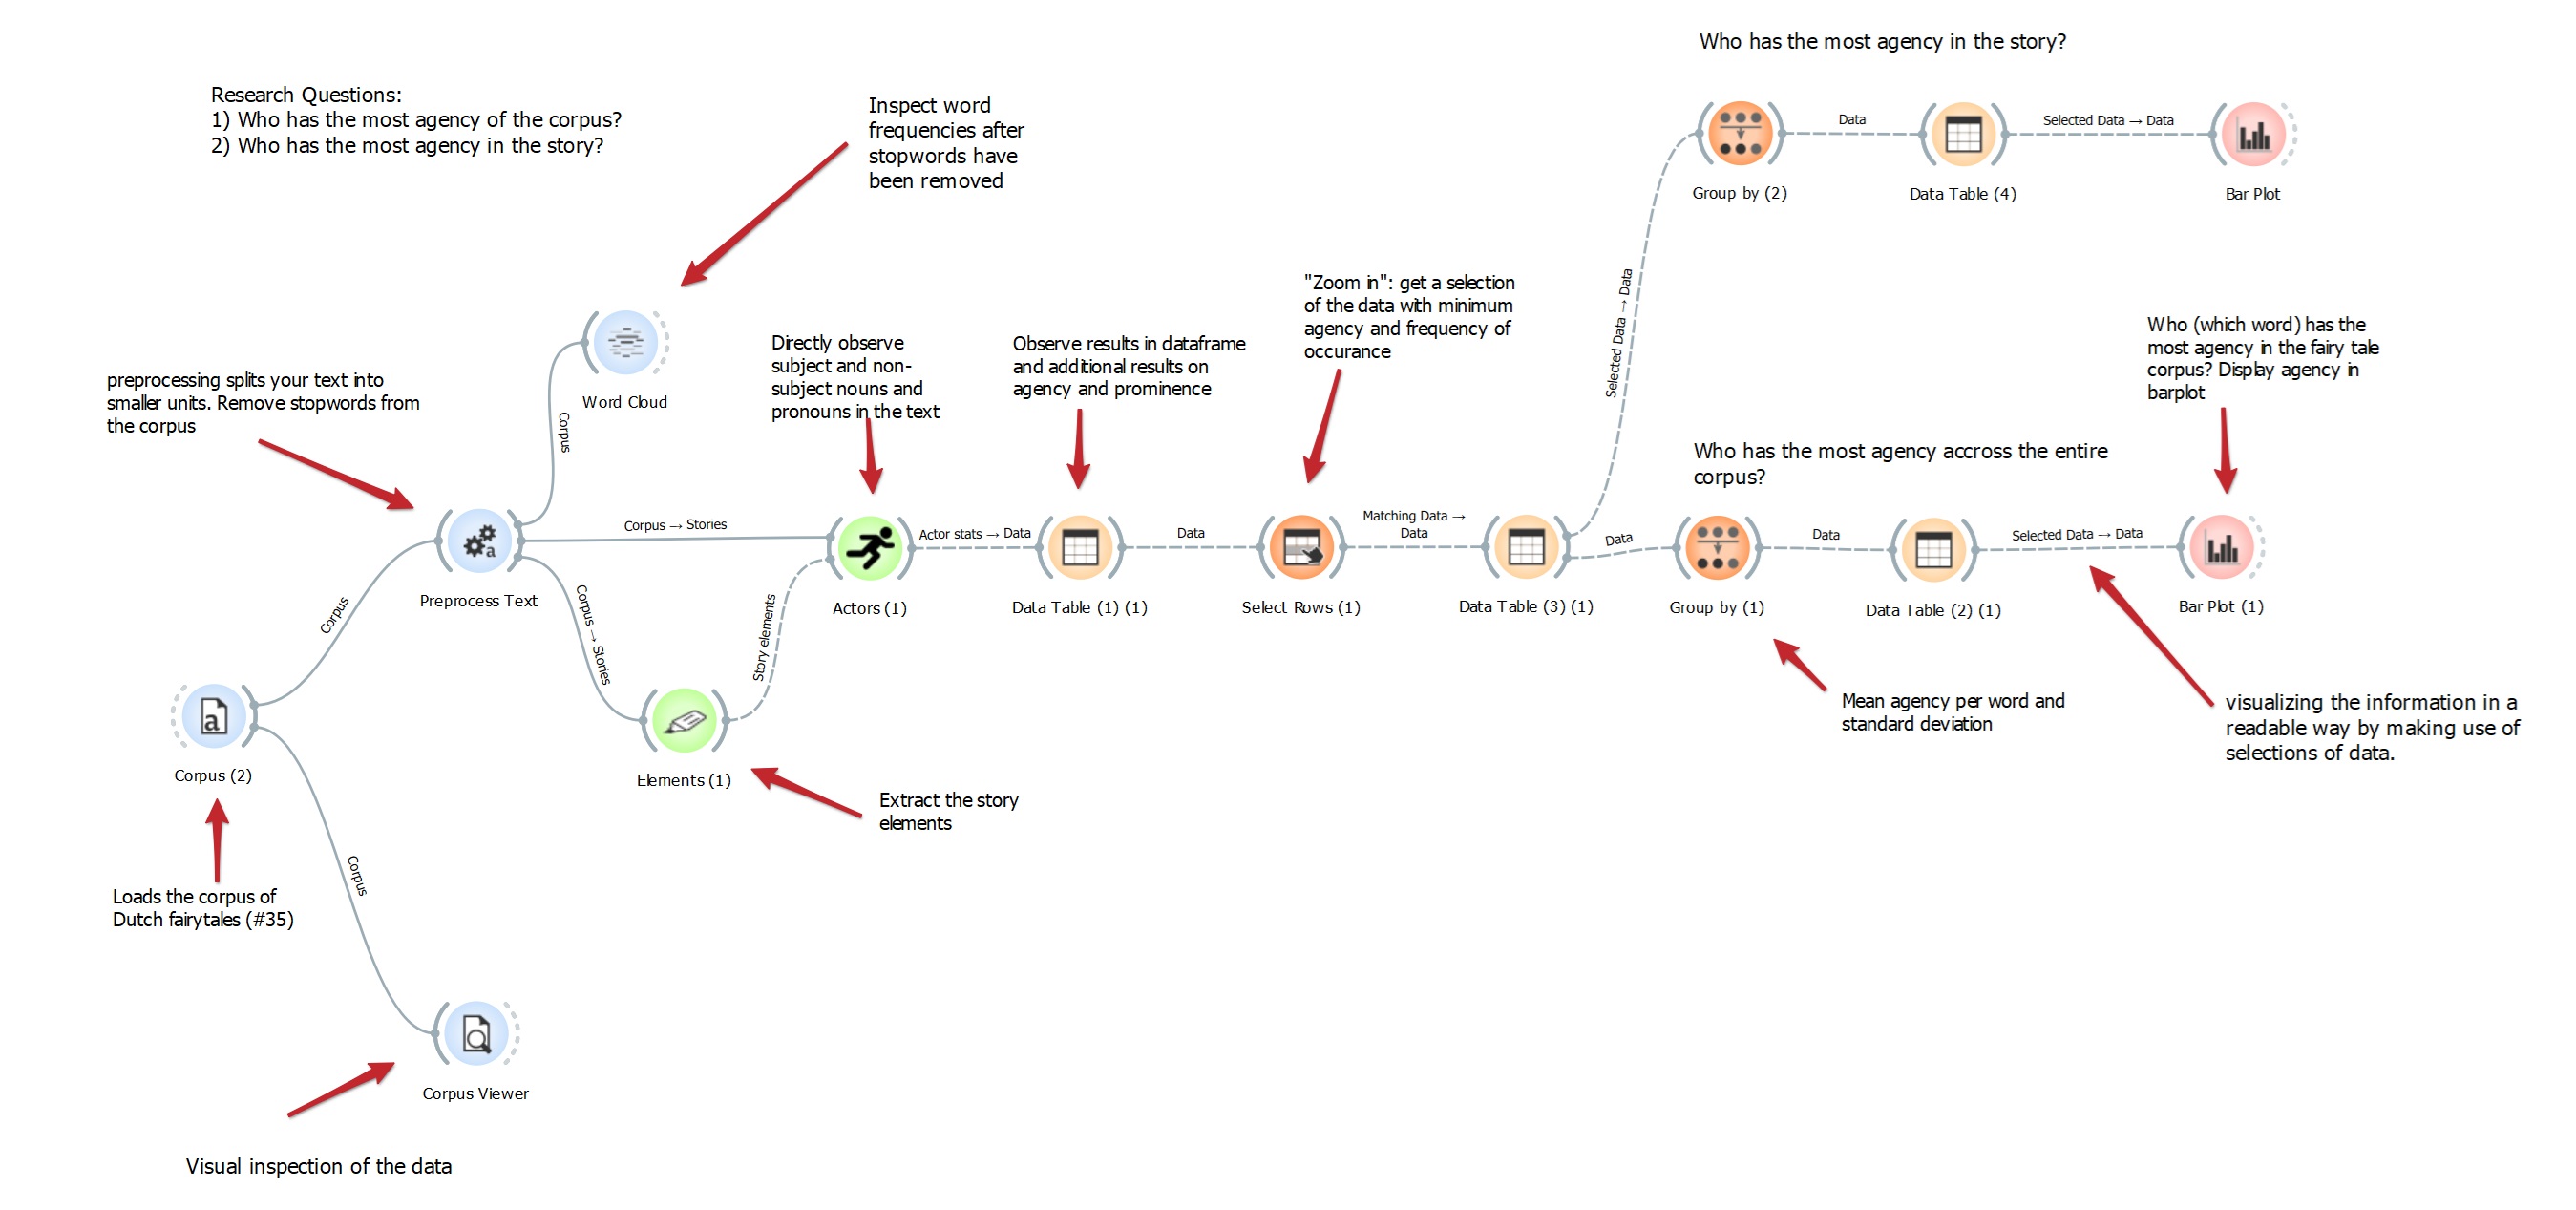 Who has the most agency in the story?
Research Questions:
1) Who has the most agency of the corpus?
2) Who has the most agency in the story?
Inspect word
frequencies after
stopwords have
been removed
Data
Selected Data → Data
Group by (2)
Data Table (4)
Bar Plot
"Zoom in": get a selection
of the data with minimum
agency and frequency of
occurance
Selected Data → Data
Who (which word) has the
most agency in the fairy tale
corpus? Display agency in
barplot
Directly observe
subject and non-
subject nouns and
pronouns in the text
Observe results in dataframe
and additional results on
agency and prominence
preprocessing splits your text into
smaller units. Remove stopwords from
the corpus
Word Cloud
Corpus
Who has the most agency accross the entire
corpus?
Corpus → Stories
Actor stats → Data
Data
Matching Data →
Data
Data
Data
Selected Data → Data
Preprocess Text
Actors (1)
Data Table (1) (1)
Select Rows (1)
Data Table (3) (1)
Group by (1)
Data Table (2) (1)
Bar Plot (1)
Corpus
Corpus → Stories
Story elements
Mean agency per word and
standard deviation
visualizing the information in a
readable way by making use of
selections of data.
Corpus (2)
Elements (1)
Extract the story
elements
Corpus
Loads the corpus of
Dutch fairytales (#35)
Corpus Viewer
Visual inspection of the data